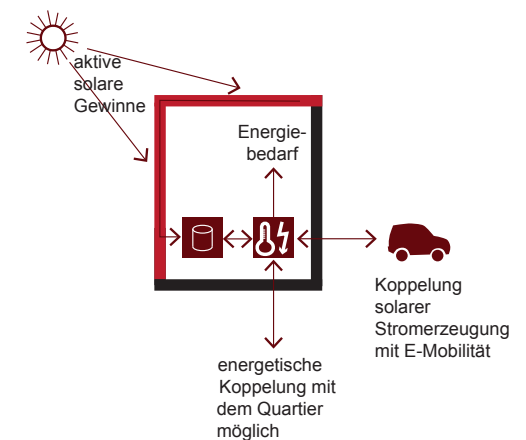 aktive
solare
Gewinne
Energie-
bedarf
Koppelung
solarer
Stromerzeugung
mit E-Mobilität
energetische
Koppelung mit
dem Quartier
möglich